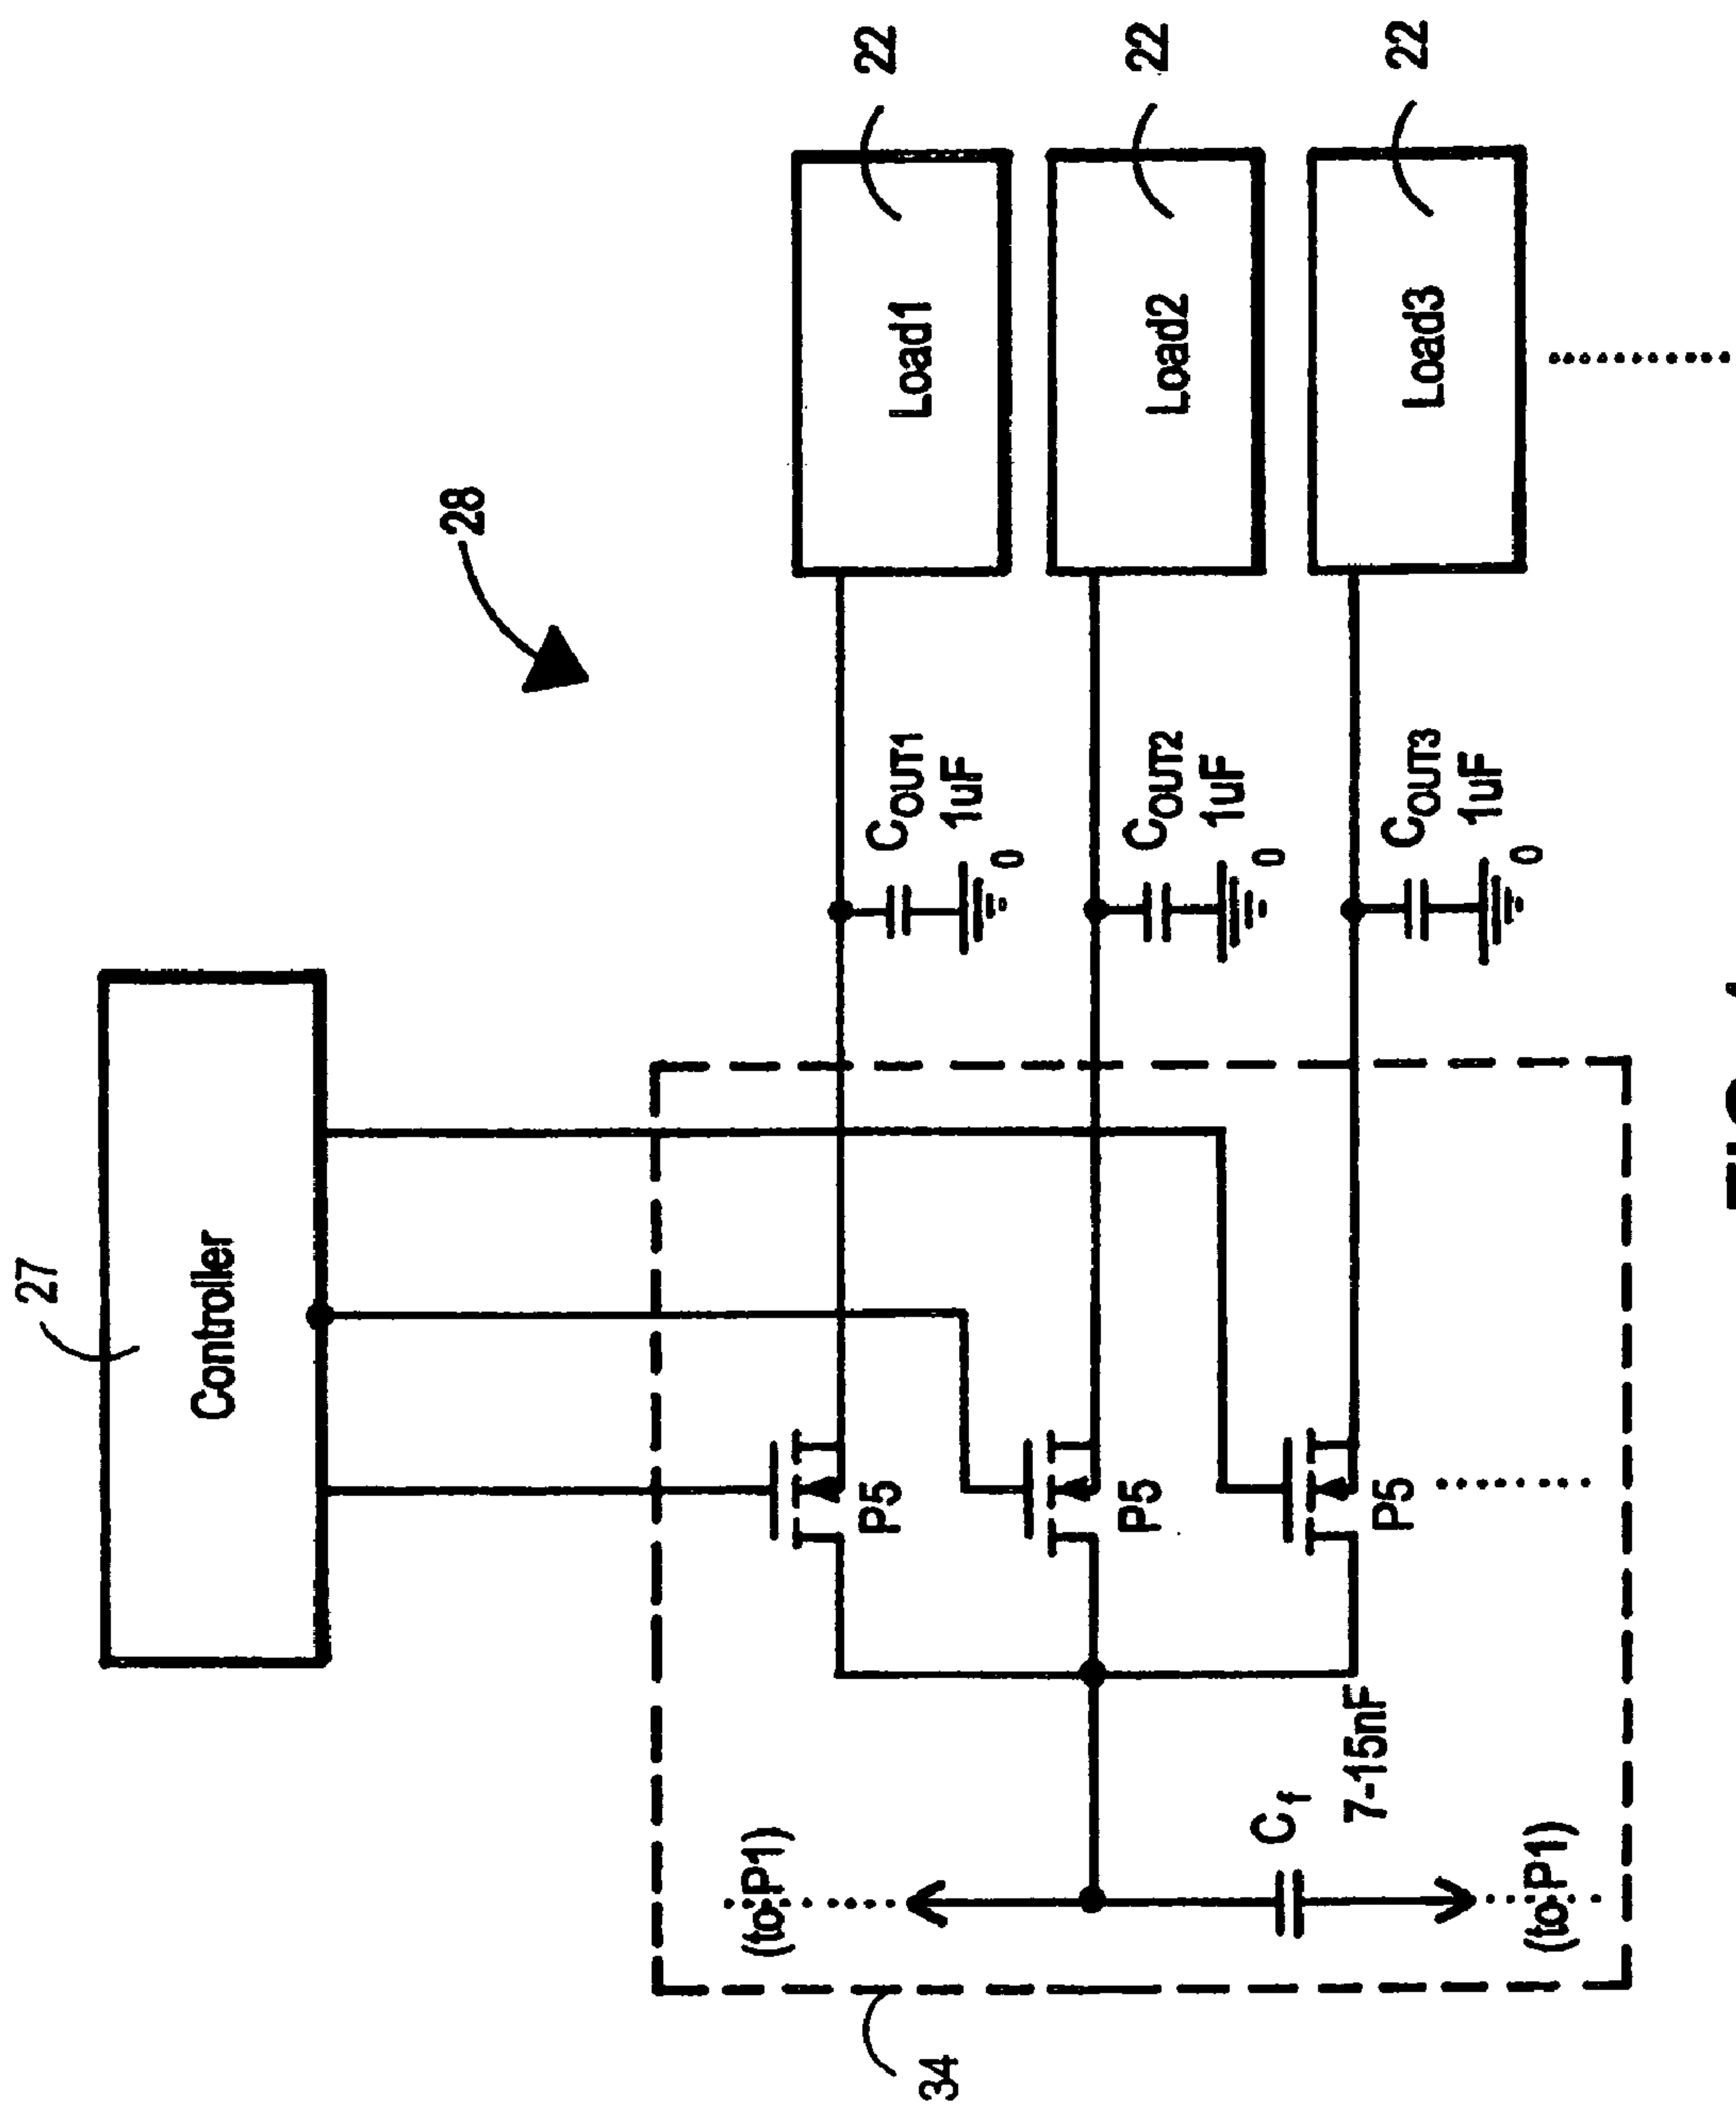 27
Controller
28
22
22
22
Load1
Load2
Load3
COUT1
1uF
0
COUT2
1uF
0
COUT3
1uF
0
P5
P5
P5
(to P1)
Cf
7-15nF
(to P1)
34